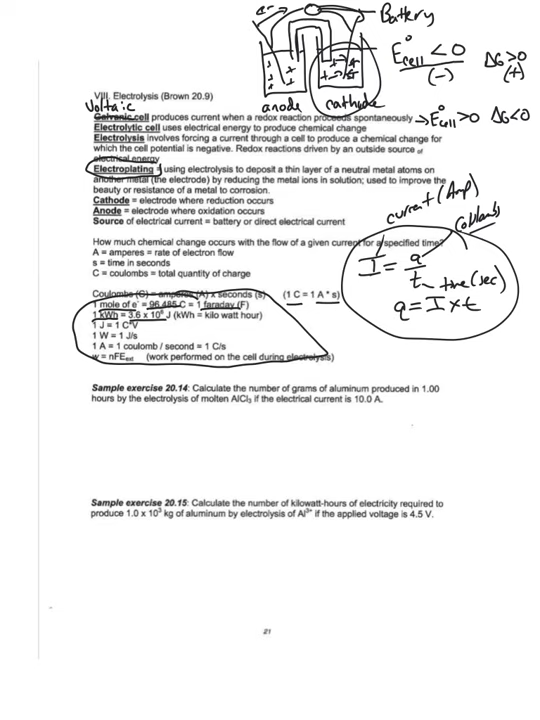 e⁻
Battery
E°cell < 0
(-)
ΔG>0
(+)
anode
cathode
VIII. Electrolysis (Brown 20.9)
Voltaic
Galvanic cell produces current when a redox reaction proceeds spontaneously → E°cell>0 ΔG<0
Electrolytic cell uses electrical energy to produce chemical change
Electrolysis involves forcing a current through a cell to produce a chemical change for
which the cell potential is negative. Redox reactions driven by an outside source of
electrical energy
Electroplating = using electrolysis to deposit a thin layer of a neutral metal atoms on
another metal (the electrode) by reducing the metal ions in solution; used to improve the
beauty or resistance of a metal to corrosion.
Cathode = electrode where reduction occurs
Anode = electrode where oxidation occurs
Source of electrical current = battery or direct electrical current
How much chemical change occurs with the flow of a given current for a specified time?
A = amperes = rate of electron flow
s = time in seconds
C = coulombs = total quantity of charge
current (Amp)
Coulombs
I = q/t
time (sec)
q = I x t
Coulombs (C) = amperes (A) x seconds (s) (1 C = 1 A * s)
1 mole of e⁻ = 96,485 C = 1 faraday (F)
1 kWh = 3.6 x 10⁶ J (kWh = kilo watt hour)
1 J = 1 C*V
1 W = 1 J/s
1 A = 1 coulomb / second = 1 C/s
w = nFEext (work performed on the cell during electrolysis)
Sample exercise 20.14: Calculate the number of grams of aluminum produced in 1.00
hours by the electrolysis of molten AlCl₃ if the electrical current is 10.0 A.
Sample exercise 20.15: Calculate the number of kilowatt-hours of electricity required to
produce 1.0 x 10³ kg of aluminum by electrolysis of Al³⁺ if the applied voltage is 4.5 V.
21